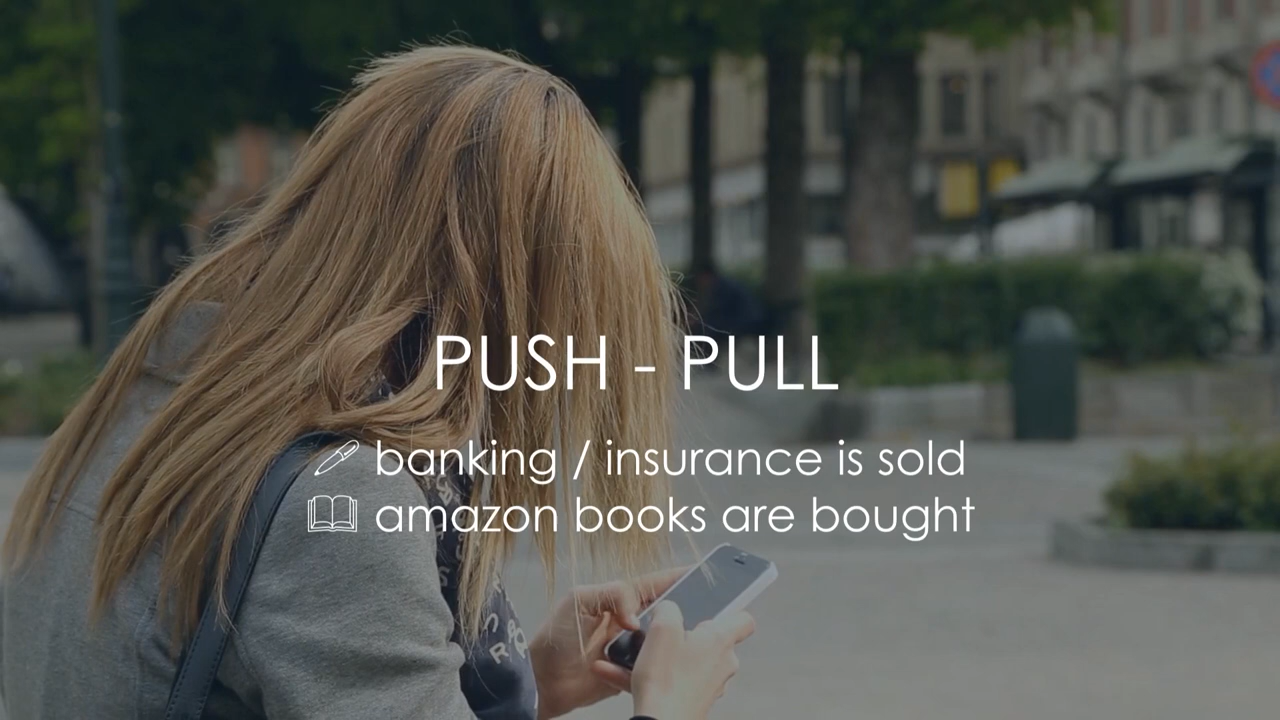 PUSH - PULL
banking / insurance is sold
amazon books are bought